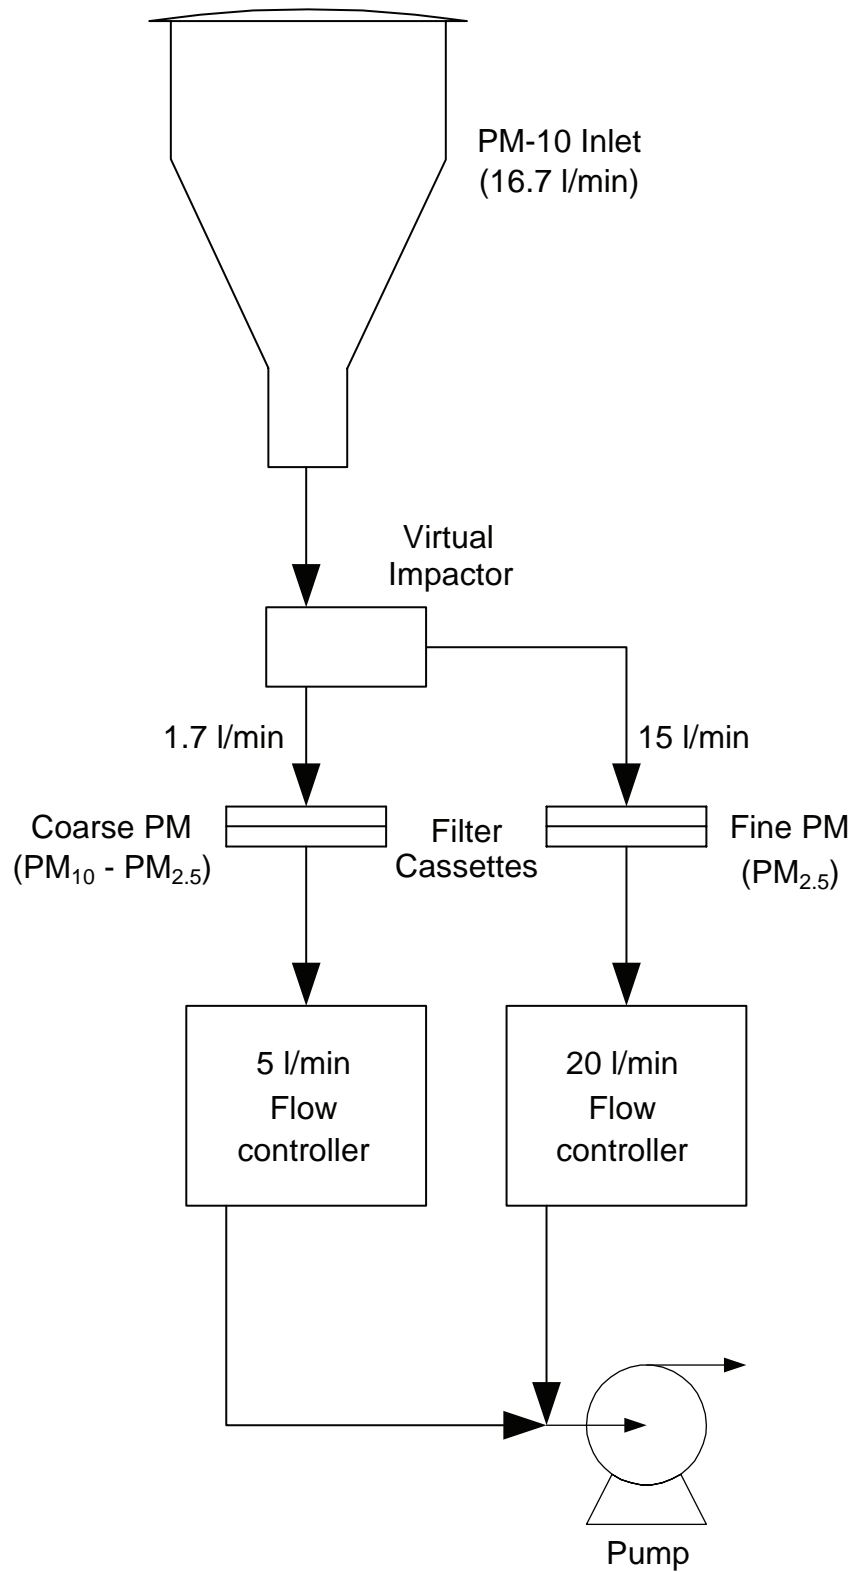 PM-10 Inlet
(16.7 l/min)
Virtual
Impactor
1.7 l/min
15 l/min
Coarse PM
(PM₁₀ - PM₂.₅)
Filter
Cassettes
Fine PM
(PM₂.₅)
5 l/min
Flow
controller
20 l/min
Flow
controller
Pump